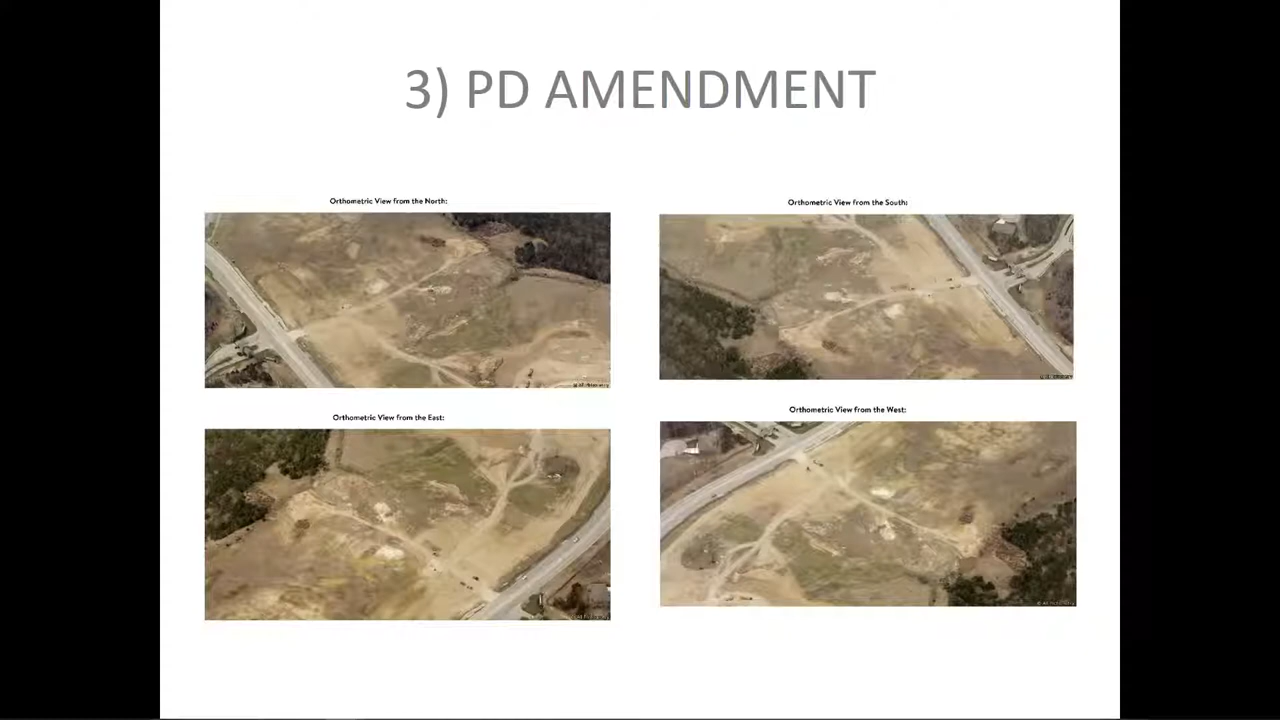 3) PD AMENDMENT
Orthometric View from the North:
Orthometric View from the South:
Orthometric View from the East:
Orthometric View from the West: